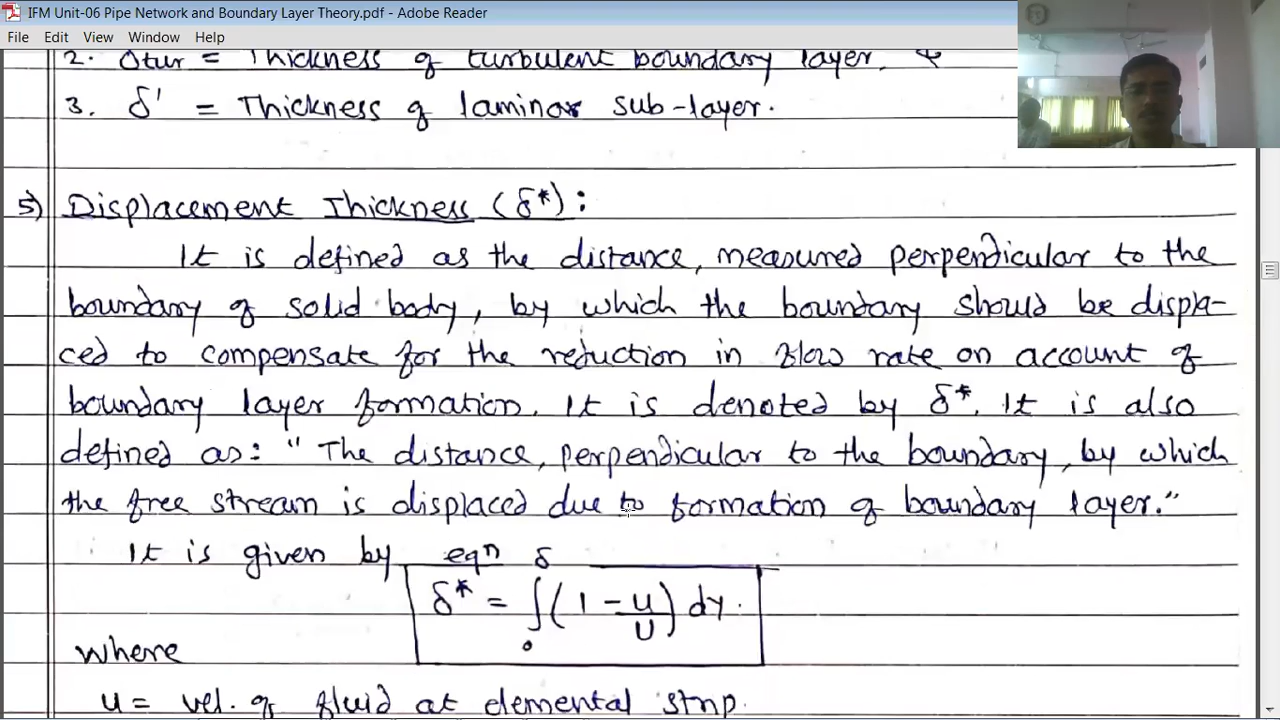 IFM Unit-06 Pipe Network and Boundary Layer Theory.pdf - Adobe Reader
File Edit View Window Help
2. δtur = Thickness of turbulent boundary layer. &
3. δ' = Thickness of laminar sub-layer.
5) Displacement Thickness (δ*):
It is defined as the distance, measured perpendicular to the
boundary of solid body, by which the boundary should be displa-
ced to compensate for the reduction in flow rate on account of
boundary layer formation. It is denoted by δ*. It is also
defined as: "The distance, perpendicular to the boundary, by which
the free stream is displaced due to formation of boundary layer."
It is given by eqn
δ* = ∫₀^δ (1 - u/U) dy.
where
u = vel. of fluid at elemental strip.